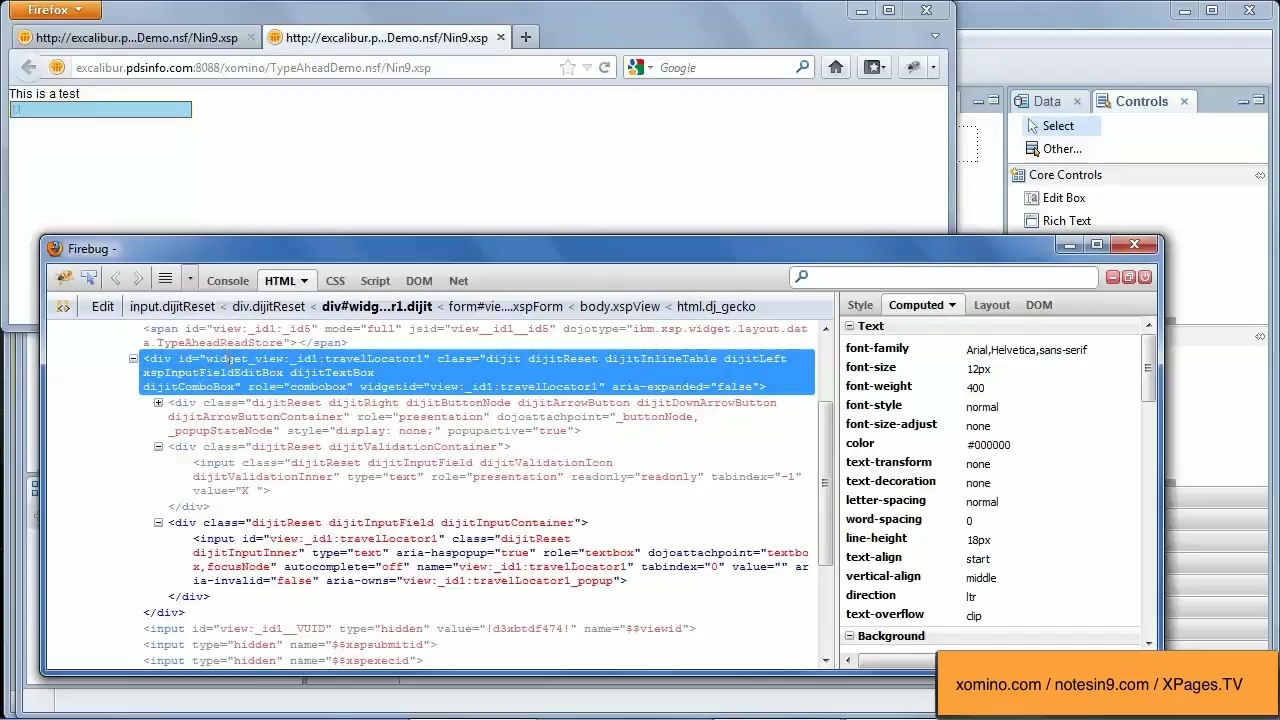 Firefox
http://excalibur.p...Demo.nsf/Nin9.xsp
http://excalibur.p...Demo.nsf/Nin9.xsp
excalibur.pdsinfo.com:8088/xomino/TypeAheadDemo.nsf/Nin9.xsp
Google
This is a test
Data
Controls
Select
Other...
Core Controls
Edit Box
Rich Text
Firebug -
Console
HTML
CSS
Script
DOM
Net
Edit
input.dijitReset < div.dijitReset < div#widg...r1.dijit < form#vie....xspForm < body.xspView < html.dj_gecko
<span id="view:_id1:_id5" mode="full" jsid="view__id1__id5" dojotype="ibm.xsp.widget.layout.dat
a.TypeAheadReadStore"></span>
<div id="widget_view:_id1:travelLocator1" class="dijit dijitReset dijitInlineTable dijitLeft
xspInputFieldEditBox dijitTextBox
dijitComboBox" role="combobox" widgetid="view:_id1:travelLocator1" aria-expanded="false">
<div class="dijitReset dijitRight dijitButtonNode dijitArrowButton dijitDownArrowButton
dijitArrowButtonContainer" role="presentation" dojoattachpoint="_buttonNode,
_popupStateNode" style="display: none;" popupactive="true">
<div class="dijitReset dijitValidationContainer">
<input class="dijitReset dijitInputField dijitValidationIcon
dijitValidationInner" type="text" role="presentation" readonly="readonly" tabindex="-1"
value="Χ ">
</div>
<div class="dijitReset dijitInputField dijitInputContainer">
<input id="view:_id1:travelLocator1" class="dijitReset
dijitInputInner" type="text" aria-haspopup="true" role="textbox" dojoattachpoint="textbo
x,focusNode" autocomplete="off" name="view:_id1:travelLocator1" tabindex="0" value="" ar
ia-invalid="false" aria-owns="view:_id1:travelLocator1_popup">
</div>
</div>
<input id="view:_id1__VUID" type="hidden" value="!d3xbtdf474!" name="$$viewid">
<input type="hidden" name="$$xspsubmitid">
<input type="hidden" name="$$xspexecid">
Style
Computed
Layout
DOM
Text
font-family Arial,Helvetica,sans-serif
font-size 12px
font-weight 400
font-style normal
font-size-adjust none
color #000000
text-transform none
text-decoration none
letter-spacing normal
word-spacing 0
line-height 18px
text-align start
vertical-align middle
direction ltr
text-overflow clip
Background
xomino.com / notesin9.com / XPages.TV